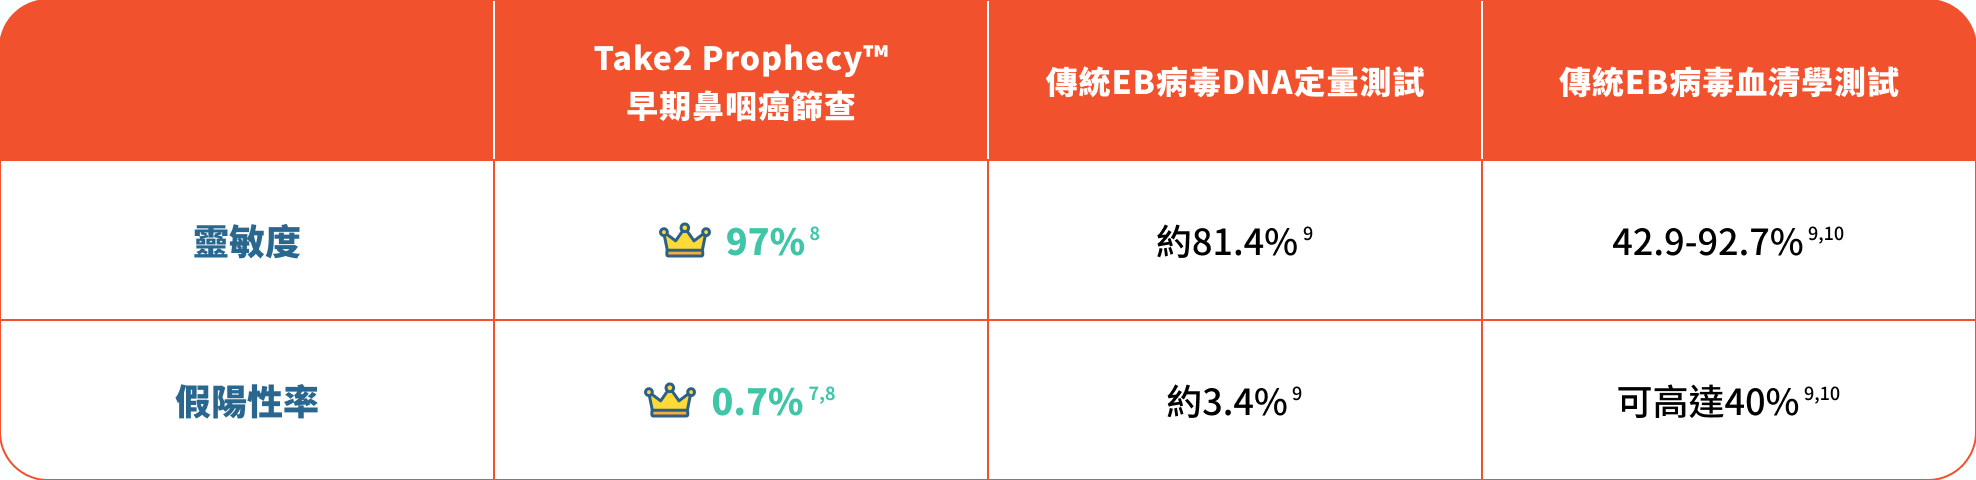 Take2 Prophecy™
早期鼻咽癌篩查
傳統EB病毒DNA定量測試
傳統EB病毒血清學測試
靈敏度
97% 8
約81.4% 9
42.9-92.7% 9,10
假陽性率
0.7% 7,8
約3.4% 9
可高達40% 9,10